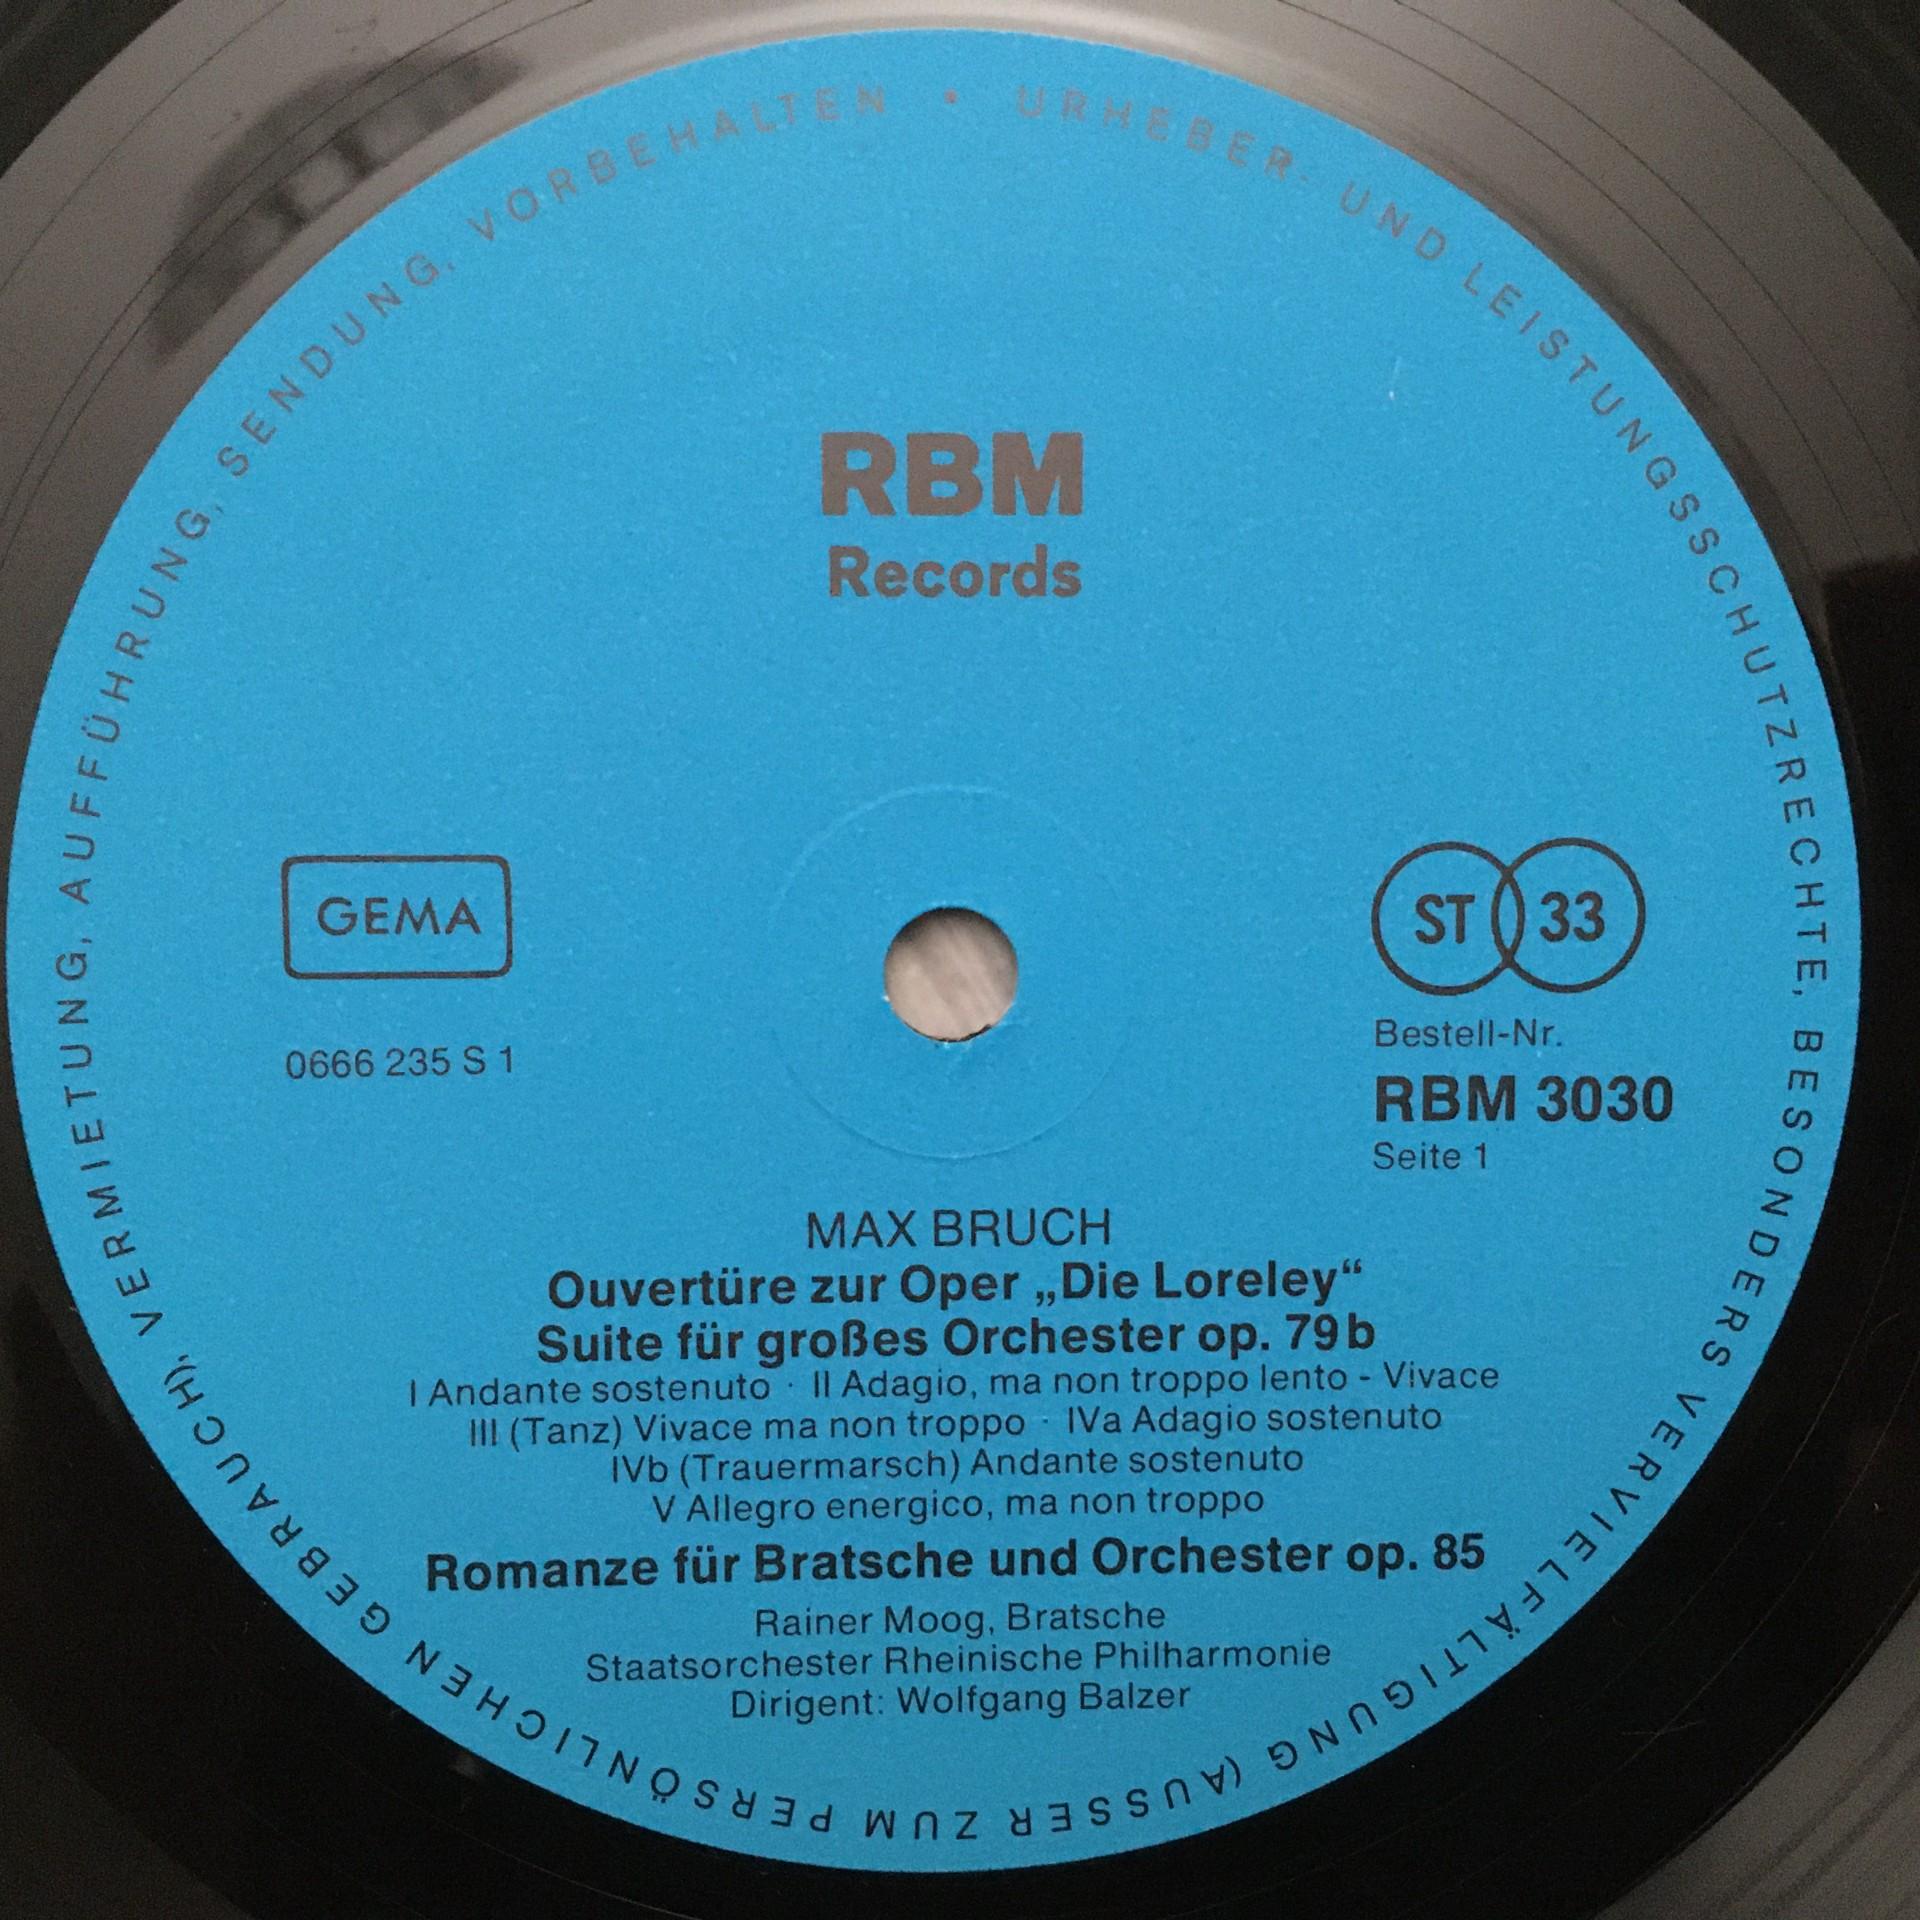 URHEBER- UND LEISTUNGSSCHUTZRECHTE, BESONDERS VERVIELFÄLTIGUNG (AUSSER ZUM PERSÖNLICHEN GEBRAUCH), VERMIETUNG, AUFFÜHRUNG, SENDUNG, VORBEHALTEN •
RBM
Records
GEMA
ST 33
0666 235 S 1
Bestell-Nr.
RBM 3030
Seite 1
MAX BRUCH
Ouvertüre zur Oper „Die Loreley“
Suite für großes Orchester op. 79b
I Andante sostenuto · II Adagio, ma non troppo lento - Vivace
III (Tanz) Vivace ma non troppo · IVa Adagio sostenuto
IVb (Trauermarsch) Andante sostenuto
V Allegro energico, ma non troppo
Romanze für Bratsche und Orchester op. 85
Rainer Moog, Bratsche
Staatsorchester Rheinische Philharmonie
Dirigent: Wolfgang Balzer